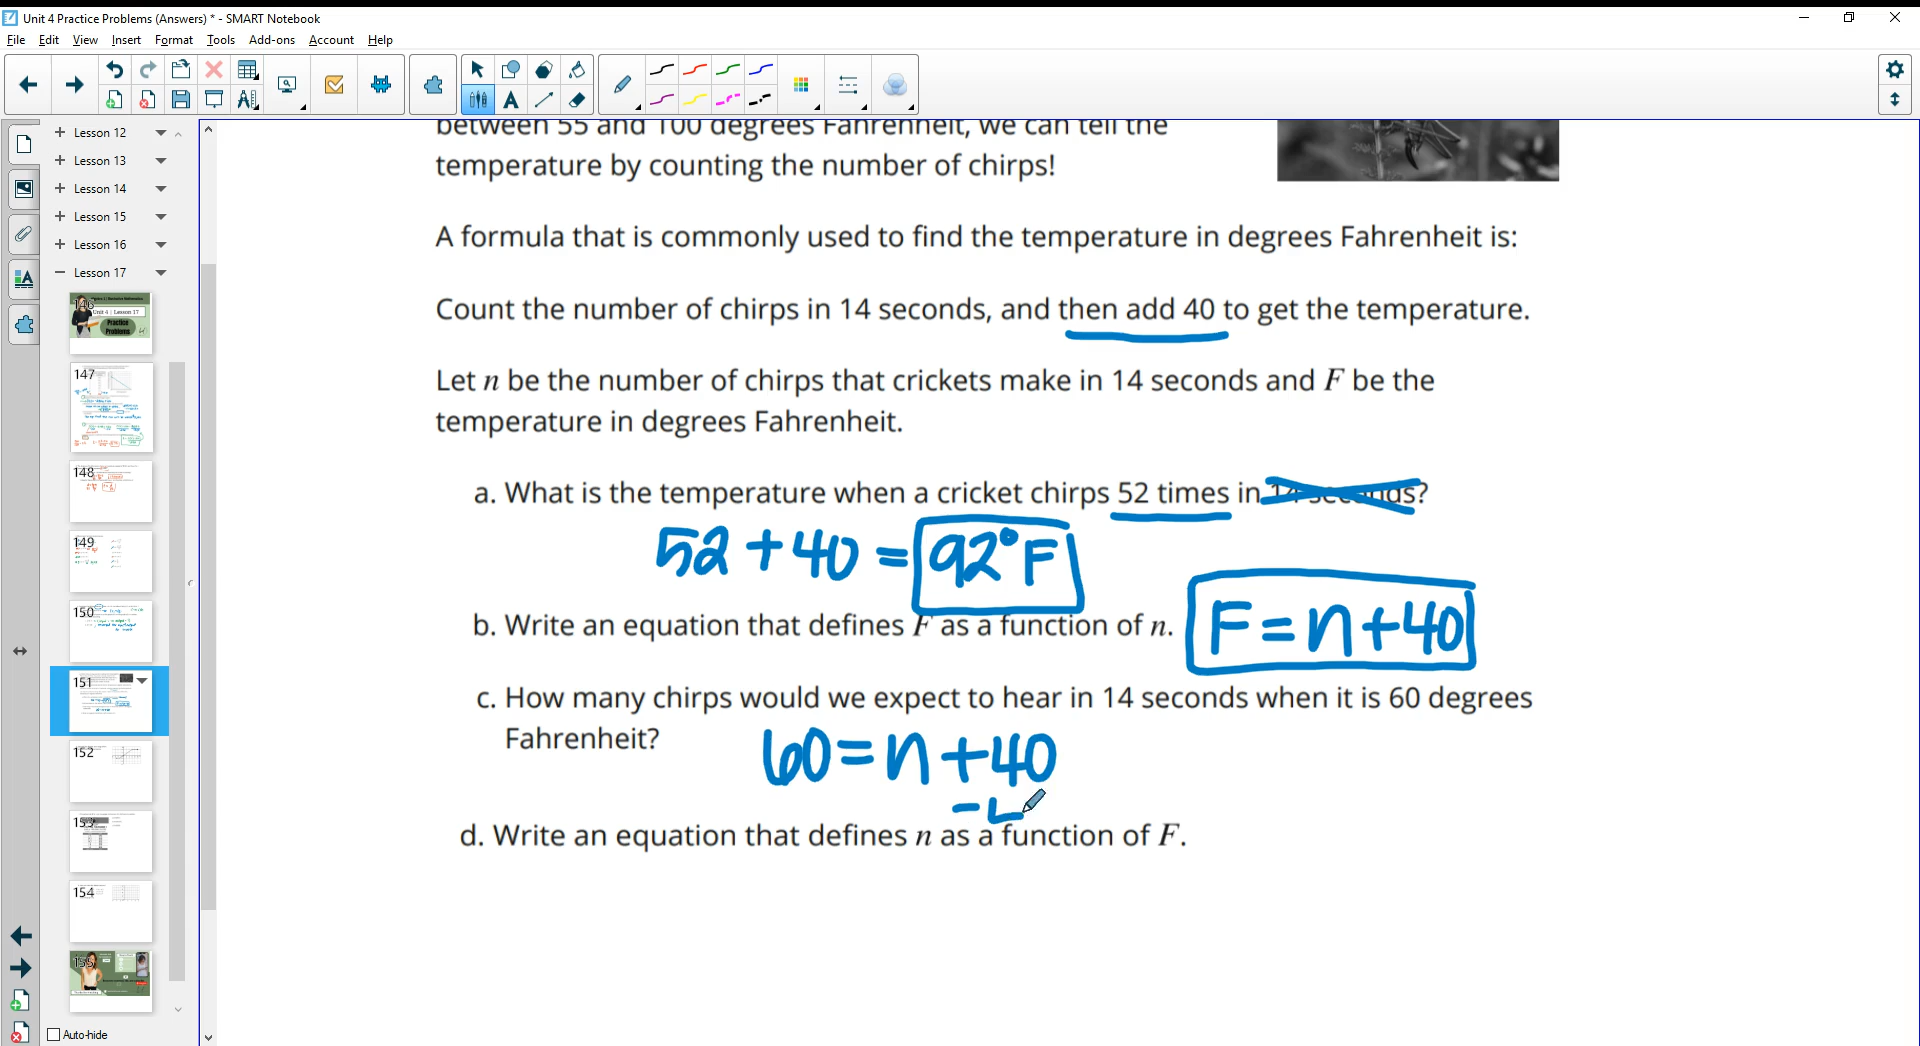 Unit 4 Practice Problems (Answers) * - SMART Notebook
File Edit View Insert Format Tools Add-ons Account Help
Lesson 12
Lesson 13
Lesson 14
Lesson 15
Lesson 16
Lesson 17
Unit 4 | Lesson 17
Practice
Problems
147
148
149
150
151
152
153
154
155
Auto-hide
between 55 and 100 degrees Fahrenheit, we can tell the
temperature by counting the number of chirps!
A formula that is commonly used to find the temperature in degrees Fahrenheit is:
Count the number of chirps in 14 seconds, and then add 40 to get the temperature.
Let n be the number of chirps that crickets make in 14 seconds and F be the
temperature in degrees Fahrenheit.
a. What is the temperature when a cricket chirps 52 times in 14 seconds?
52 + 40 = 92° F
b. Write an equation that defines F as a function of n.
F = n + 40
c. How many chirps would we expect to hear in 14 seconds when it is 60 degrees
Fahrenheit?
60 = n + 40
d. Write an equation that defines n as a function of F.